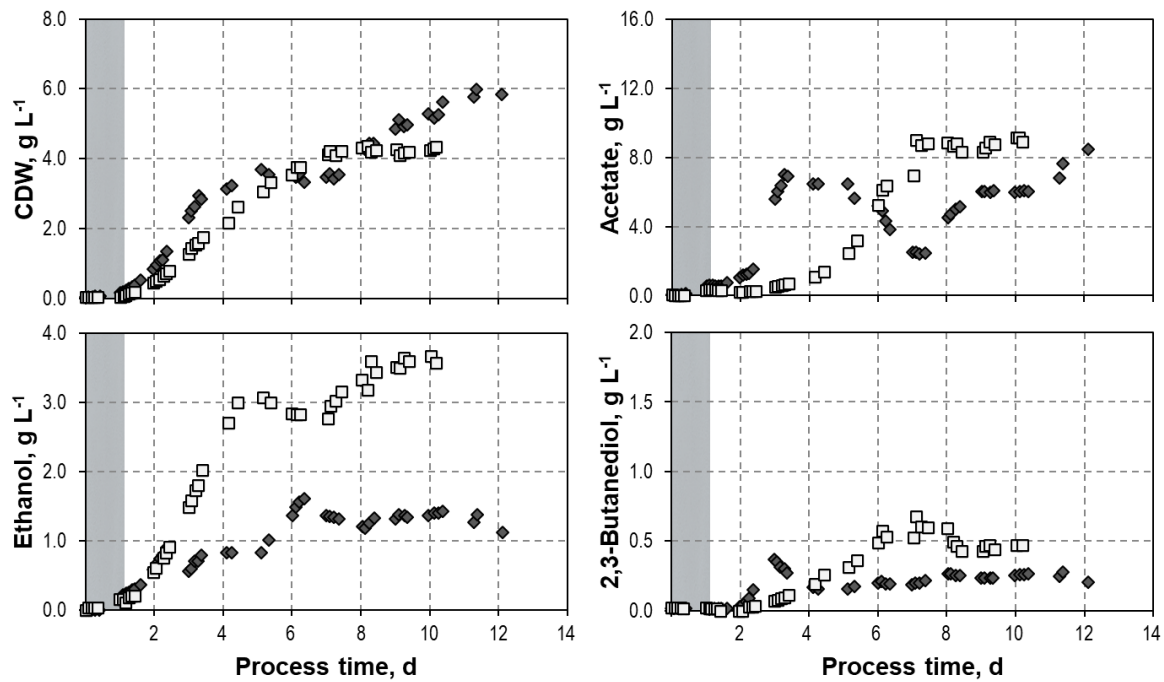 CDW, g L⁻¹
8.0
6.0
4.0
2.0
0.0
Acetate, g L⁻¹
16.0
12.0
8.0
4.0
0.0
Ethanol, g L⁻¹
4.0
3.0
2.0
1.0
0.0
2 4 6 8 10 12 14
Process time, d
2,3-Butanediol, g L⁻¹
2.0
1.5
1.0
0.5
0.0
2 4 6 8 10 12 14
Process time, d